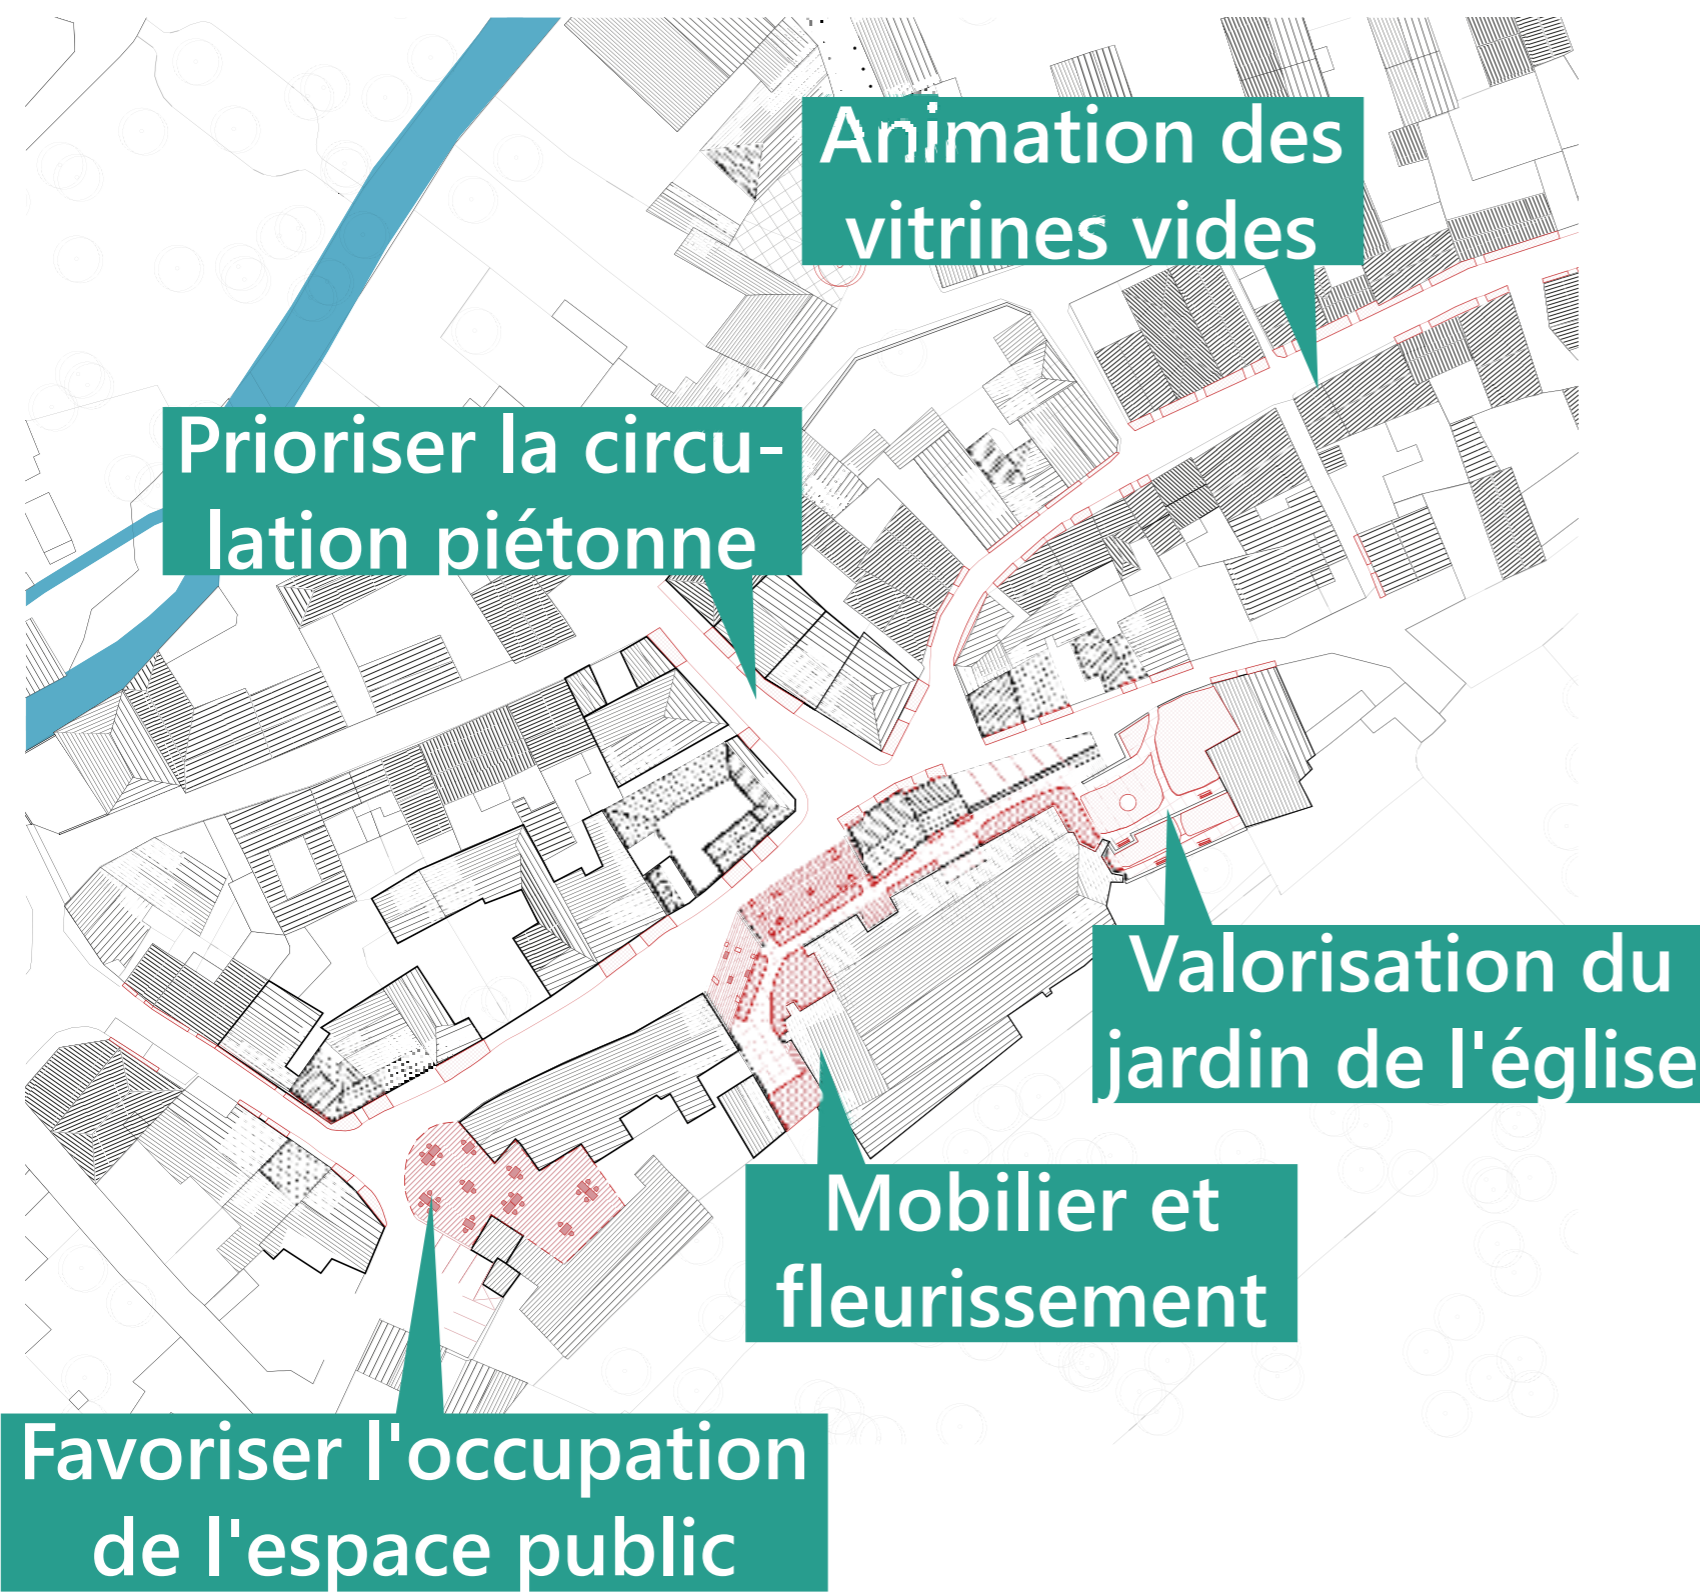 Animation des
vitrines vides
Prioriser la circu-
lation piétonne
Valorisation du
jardin de l'église
Mobilier et
fleurissement
Favoriser l'occupation
de l'espace public